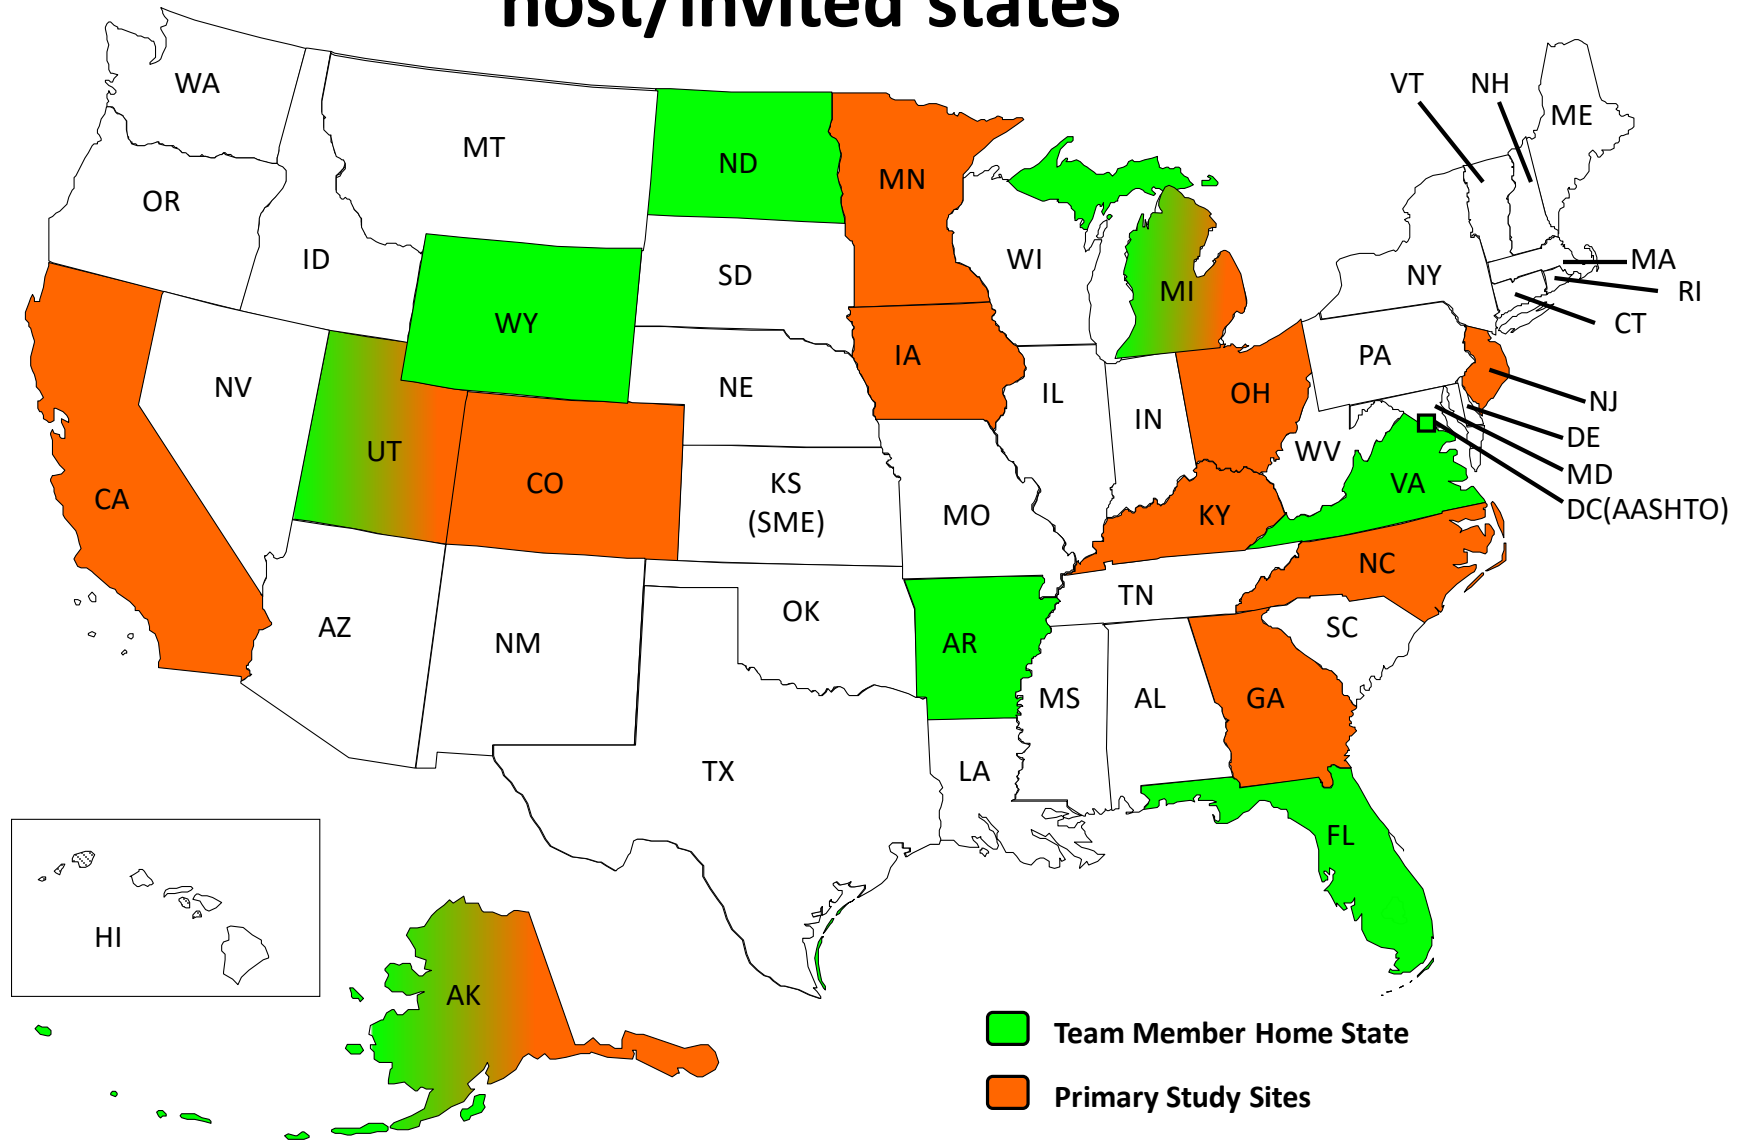 host/invited states
WA
MT
ND
MN
VT
NH
ME
OR
ID
SD
WI
MI
NY
MA
RI
CT
WY
IA
PA
NV
NE
IL
IN
OH
NJ
DE
WV
MD
UT
CO
KS
(SME)
MO
KY
VA
DC(AASHTO)
CA
NC
TN
OK
AZ
NM
AR
SC
MS
AL
GA
TX
LA
FL
HI
AK
Team Member Home State
Primary Study Sites